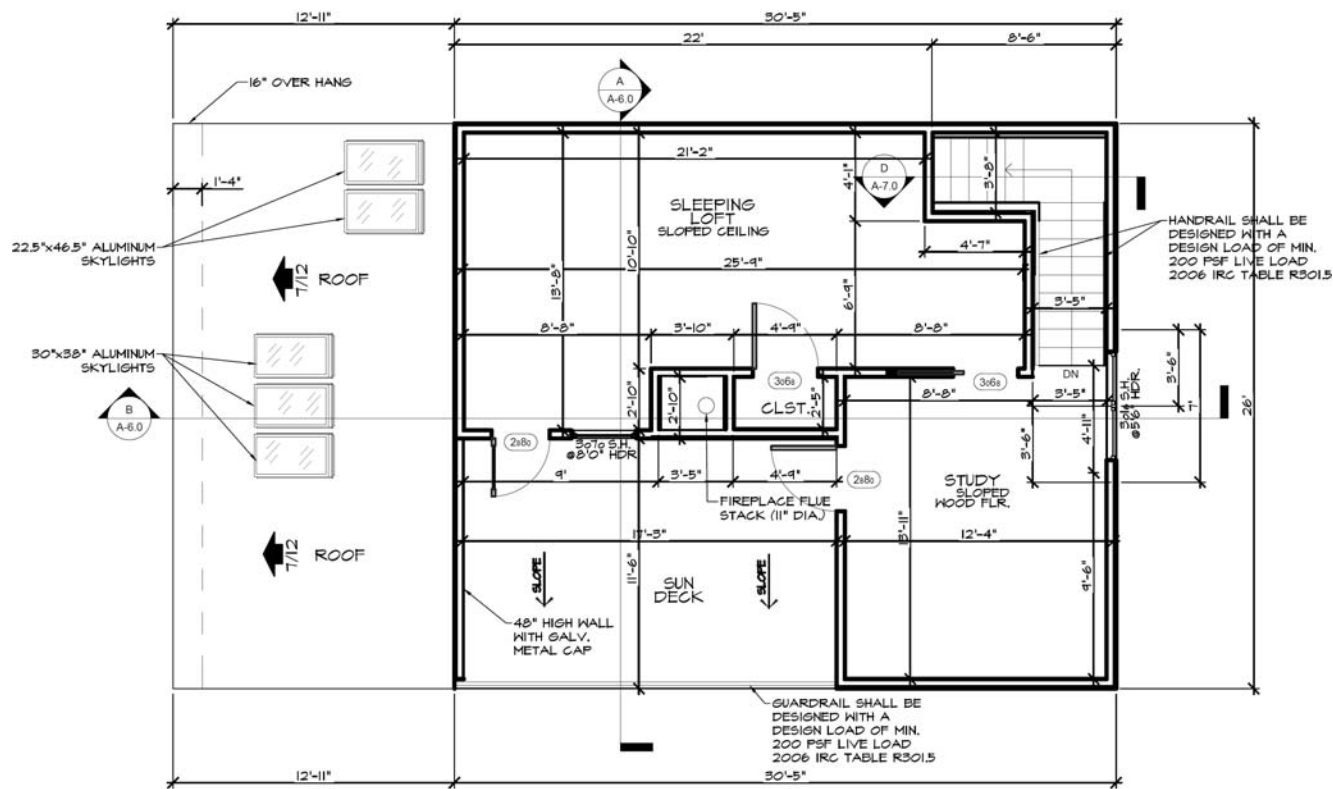 12'-11"
30'-5"
22'
8'-6"
16" OVER HANG
A
A-6.0
21'-2"
4'-1"
D
A-7.0
3'-8"
1'-4"
SLEEPING
LOFT
SLOPED CEILING
HANDRAIL SHALL BE
DESIGNED WITH A
DESIGN LOAD OF MIN.
200 PSF LIVE LOAD
2006 IRC TABLE R301.5
22.5"x46.5" ALUMINUM
SKYLIGHTS
4'-7"
10'-10"
25'-9"
13'-8"
6'-9"
7/12
ROOF
3'-5"
8'-8"
3'-10"
4'-9"
8'-8"
30"x38" ALUMINUM
SKYLIGHTS
3'-6"
7'
DN
3068
3068
8'-8"
3'-5"
2'-10"
2'-10"
CLST.
2'-5"
B
A-6.0
26'
4'-11"
@5'6" HDR.
2880
3070 S.H.
@8'0" HDR
3'-6"
9'
3'-5"
4'-9"
2880
STUDY
SLOPED
WOOD FLR.
FIREPLACE FLUE
STACK (11" DIA.)
17'-3"
13'-11"
12'-4"
7/12
ROOF
11'-6"
9'-6"
SLOPE
SUN
DECK
SLOPE
48" HIGH WALL
WITH GALV.
METAL CAP
GUARDRAIL SHALL BE
DESIGNED WITH A
DESIGN LOAD OF MIN.
200 PSF LIVE LOAD
2006 IRC TABLE R301.5
12'-11"
30'-5"